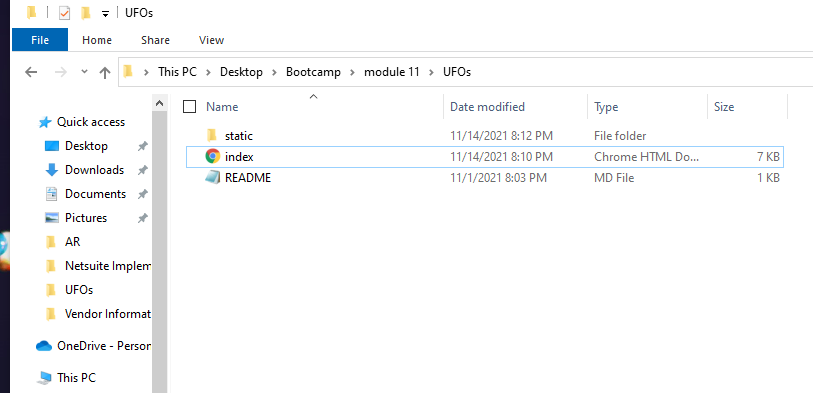 UFOs
File Home Share View
This PC Desktop Bootcamp module 11 UFOs
Name Date modified Type Size
Quick access
static 11/14/2021 8:12 PM File folder
Desktop
index 11/14/2021 8:10 PM Chrome HTML Do... 7 KB
Downloads
README 11/1/2021 8:03 PM MD File 1 KB
Documents
Pictures
AR
Netsuite Implem
UFOs
Vendor Informat
OneDrive - Person
This PC